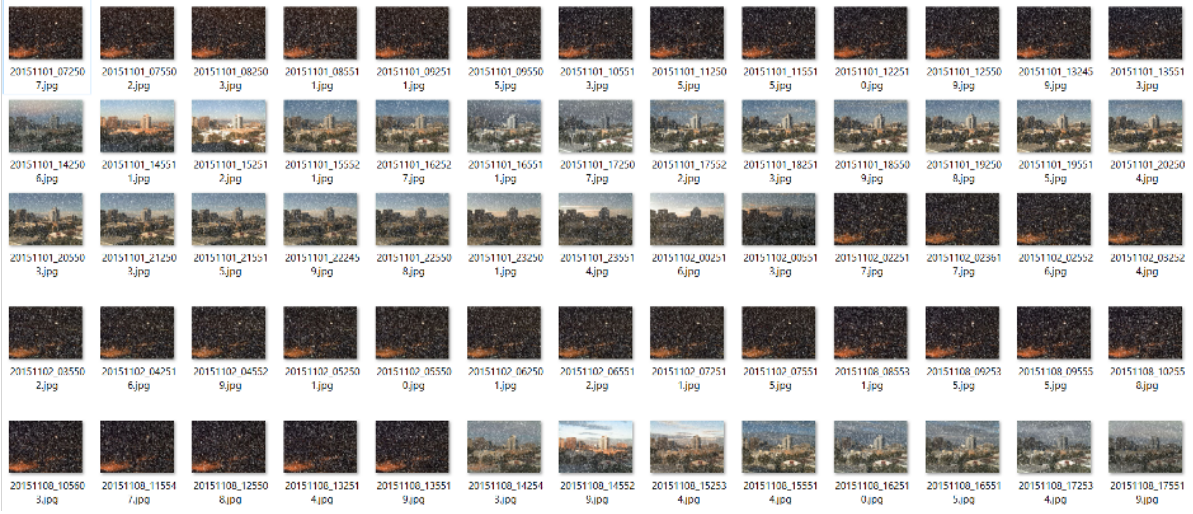 20151101_07250
7.jpg
20151101_07550
2.jpg
20151101_08250
3.jpg
20151101_08551
1.jpg
20151101_09251
1.jpg
20151101_09550
5.jpg
20151101_10551
3.jpg
20151101_11250
5.jpg
20151101_11551
5.jpg
20151101_12251
0.jpg
20151101_12550
9.jpg
20151101_13245
9.jpg
20151101_13551
3.jpg
20151101_14250
6.jpg
20151101_14551
1.jpg
20151101_15251
2.jpg
20151101_15552
1.jpg
20151101_16252
7.jpg
20151101_16551
1.jpg
20151101_17250
7.jpg
20151101_17552
2.jpg
20151101_18251
3.jpg
20151101_18550
9.jpg
20151101_19250
8.jpg
20151101_19551
5.jpg
20151101_20250
4.jpg
20151101_20550
3.jpg
20151101_21250
3.jpg
20151101_21551
5.jpg
20151101_22245
9.jpg
20151101_22550
8.jpg
20151101_23250
1.jpg
20151101_23551
4.jpg
20151102_00251
6.jpg
20151102_00551
3.jpg
20151102_02251
7.jpg
20151102_02361
7.jpg
20151102_02552
6.jpg
20151102_03252
4.jpg
20151102_03550
2.jpg
20151102_04251
6.jpg
20151102_04552
9.jpg
20151102_05250
1.jpg
20151102_05550
0.jpg
20151102_06250
1.jpg
20151102_06551
2.jpg
20151102_07251
1.jpg
20151102_07551
5.jpg
20151108_08553
1.jpg
20151108_09253
5.jpg
20151108_09555
5.jpg
20151108_10255
8.jpg
20151108_10560
3.jpg
20151108_11554
7.jpg
20151108_12550
8.jpg
20151108_13251
4.jpg
20151108_13551
9.jpg
20151108_14254
3.jpg
20151108_14552
9.jpg
20151108_15253
4.jpg
20151108_15551
4.jpg
20151108_16251
0.jpg
20151108_16551
5.jpg
20151108_17253
4.jpg
20151108_17551
9.jpg